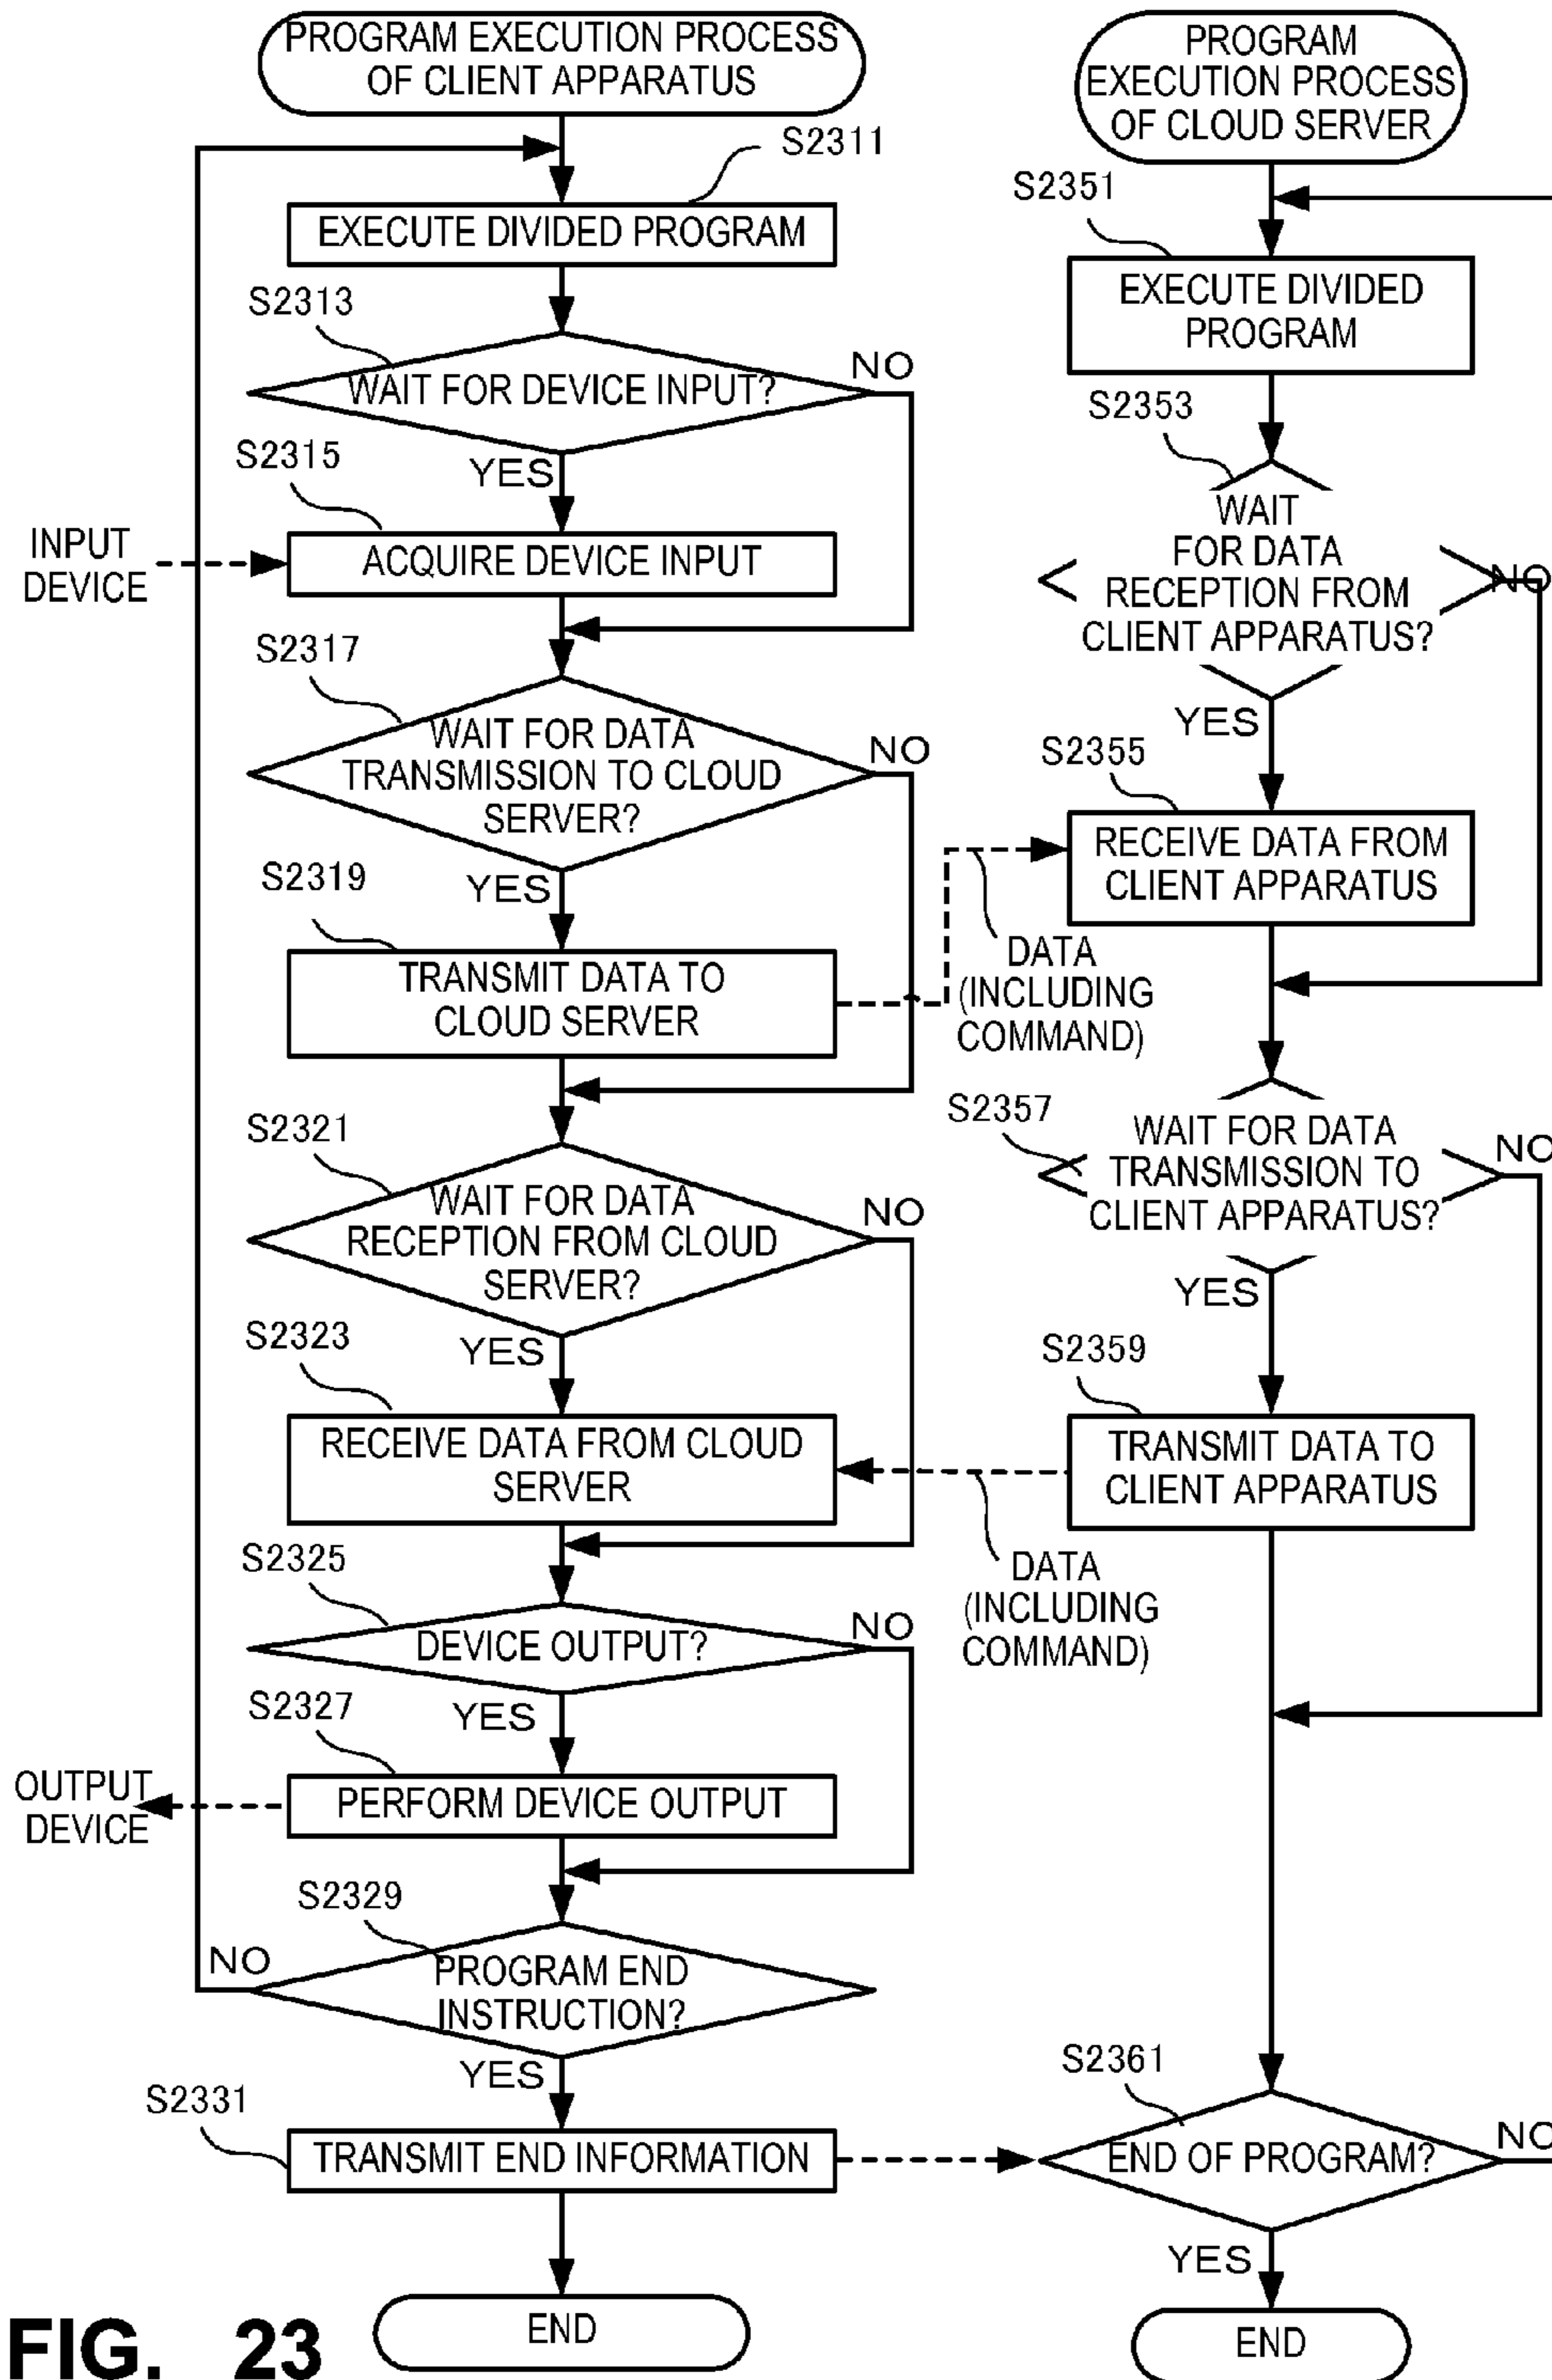 PROGRAM EXECUTION PROCESS
OF CLIENT APPARATUS
S2311
EXECUTE DIVIDED PROGRAM
S2313
WAIT FOR DEVICE INPUT?
NO
YES
S2315
INPUT
DEVICE
ACQUIRE DEVICE INPUT
S2317
WAIT FOR DATA
TRANSMISSION TO CLOUD
SERVER?
NO
YES
S2319
TRANSMIT DATA TO
CLOUD SERVER
DATA
(INCLUDING
COMMAND)
S2321
WAIT FOR DATA
RECEPTION FROM CLOUD
SERVER?
NO
YES
S2323
RECEIVE DATA FROM CLOUD
SERVER
DATA
(INCLUDING
COMMAND)
S2325
DEVICE OUTPUT?
NO
YES
S2327
OUTPUT
DEVICE
PERFORM DEVICE OUTPUT
S2329
PROGRAM END
INSTRUCTION?
NO
YES
S2331
TRANSMIT END INFORMATION
END
PROGRAM
EXECUTION PROCESS
OF CLOUD SERVER
S2351
EXECUTE DIVIDED
PROGRAM
S2353
WAIT
FOR DATA
RECEPTION FROM
CLIENT APPARATUS?
NO
YES
S2355
RECEIVE DATA FROM
CLIENT APPARATUS
S2357
WAIT FOR DATA
TRANSMISSION TO
CLIENT APPARATUS?
NO
YES
S2359
TRANSMIT DATA TO
CLIENT APPARATUS
S2361
END OF PROGRAM?
NO
YES
END
FIG. 23